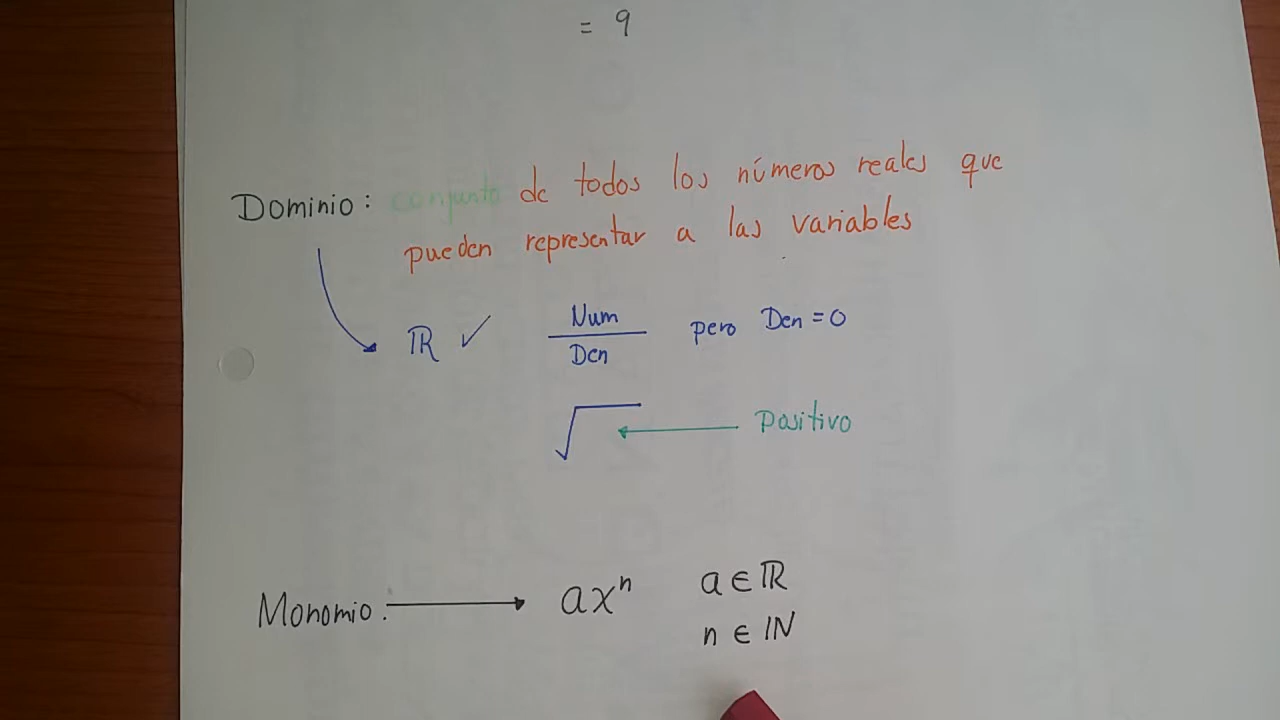 = 9
Dominio: conjunto de todos los números reales que
pueden representar a las variables
ℝ ✓ Num/Den pero Den = 0
√ ← Positivo
Monomio: → axⁿ a ∈ ℝ
n ∈ ℕ